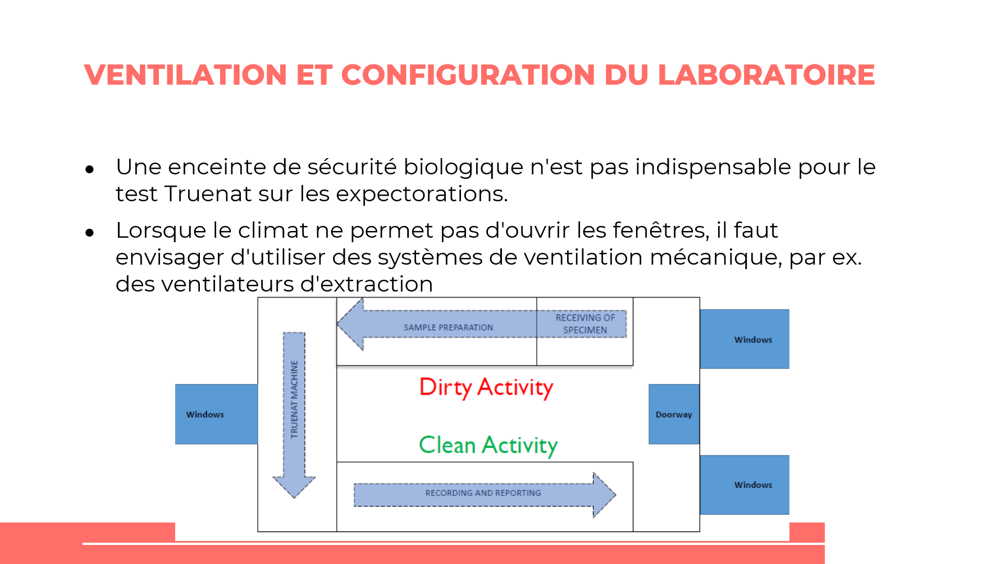 VENTILATION ET CONFIGURATION DU LABORATOIRE
● Une enceinte de sécurité biologique n'est pas indispensable pour le
test Truenat sur les expectorations.
● Lorsque le climat ne permet pas d'ouvrir les fenêtres, il faut
envisager d'utiliser des systèmes de ventilation mécanique, par ex.
des ventilateurs d'extraction
SAMPLE PREPARATION
RECEIVING OF
SPECIMEN
Windows
TRUENAT MACHINE
Dirty Activity
Windows
Doorway
Clean Activity
Windows
RECORDING AND REPORTING